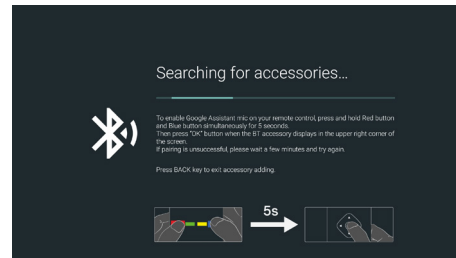 Searching for accessories...
To enable Google Assistant mic on your remote control, press and hold Red button
and Blue button simultaneously for 5 seconds.
Then press "OK" button when the BT accessory displays in the upper right corner of
the screen.
If pairing is unsuccessful, please wait a few minutes and try again.
Press BACK key to exit accessory adding.
5s